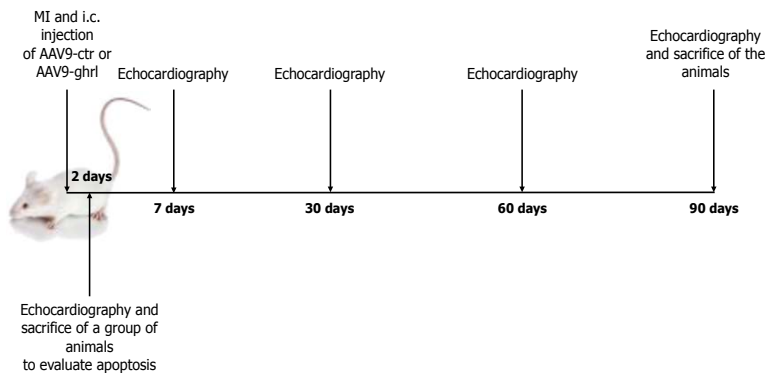 MI and i.c.
injection
of AAV9-ctr or
AAV9-ghrl
Echocardiography
Echocardiography
Echocardiography
Echocardiography
and sacrifice of the
animals
2 days
7 days
30 days
60 days
90 days
Echocardiography and
sacrifice of a group of
animals
to evaluate apoptosis